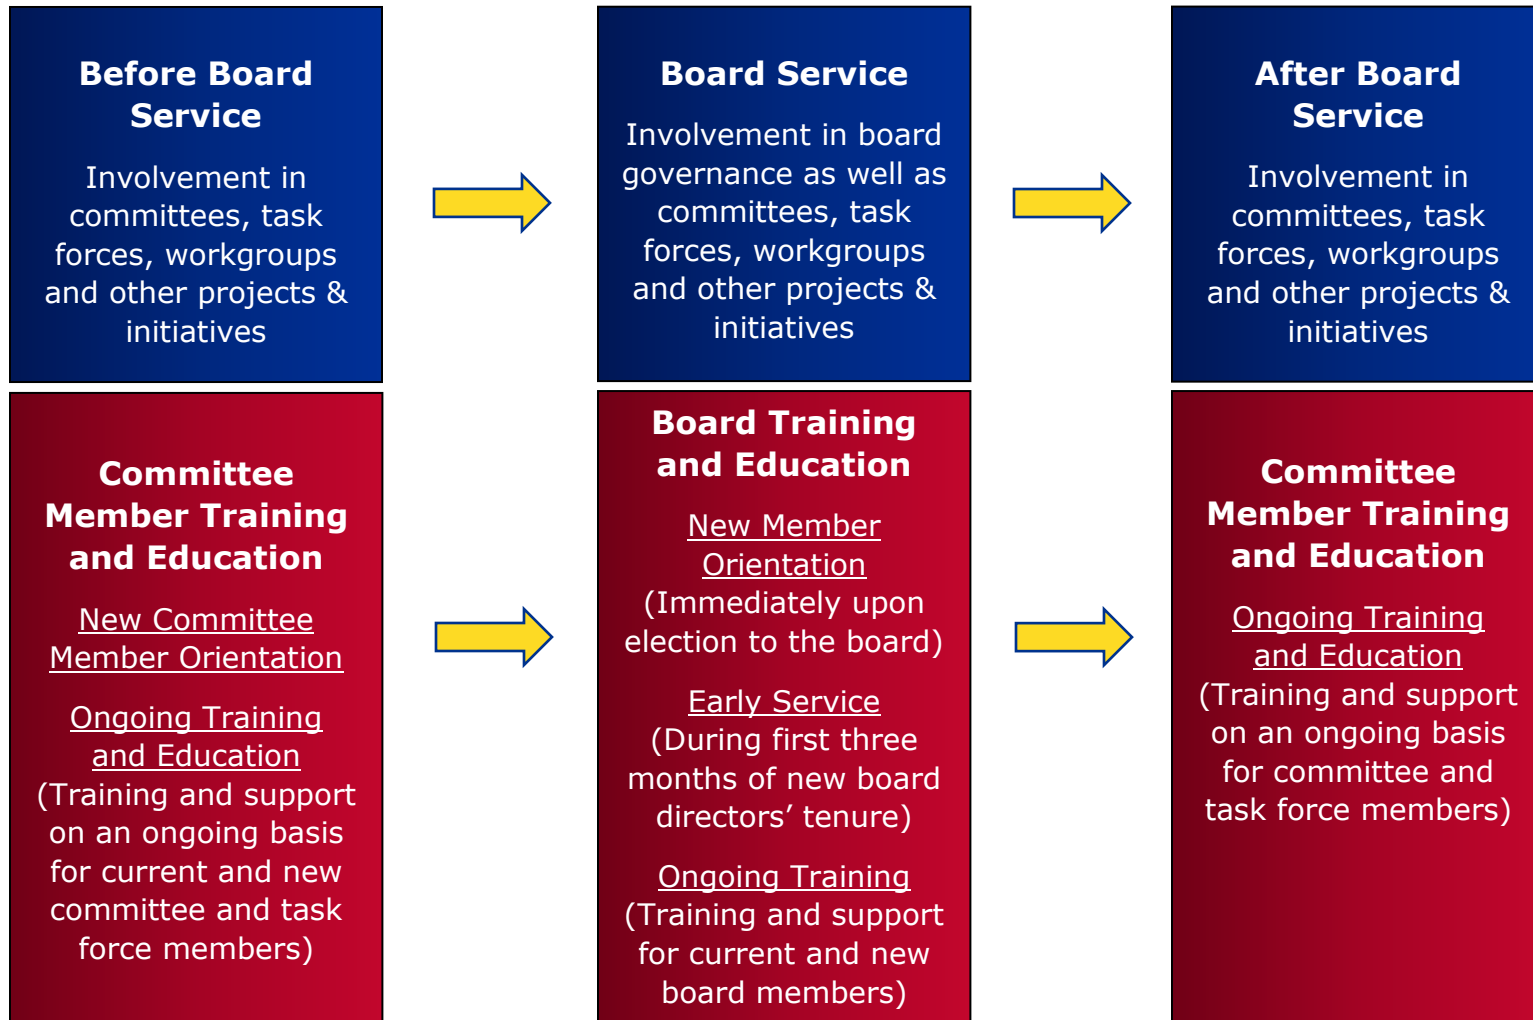 Before Board
Service
Involvement in
committees, task
forces, workgroups
and other projects &
initiatives
Board Service
Involvement in board
governance as well as
committees, task
forces, workgroups
and other projects &
initiatives
After Board
Service
Involvement in
committees, task
forces, workgroups
and other projects &
initiatives
Committee
Member Training
and Education
New Committee
Member Orientation
Ongoing Training
and Education
(Training and support
on an ongoing basis
for current and new
committee and task
force members)
Board Training
and Education
New Member
Orientation
(Immediately upon
election to the board)
Early Service
(During first three
months of new board
directors’ tenure)
Ongoing Training
(Training and support
for current and new
board members)
Committee
Member Training
and Education
Ongoing Training
and Education
(Training and support
on an ongoing basis
for committee and
task force members)